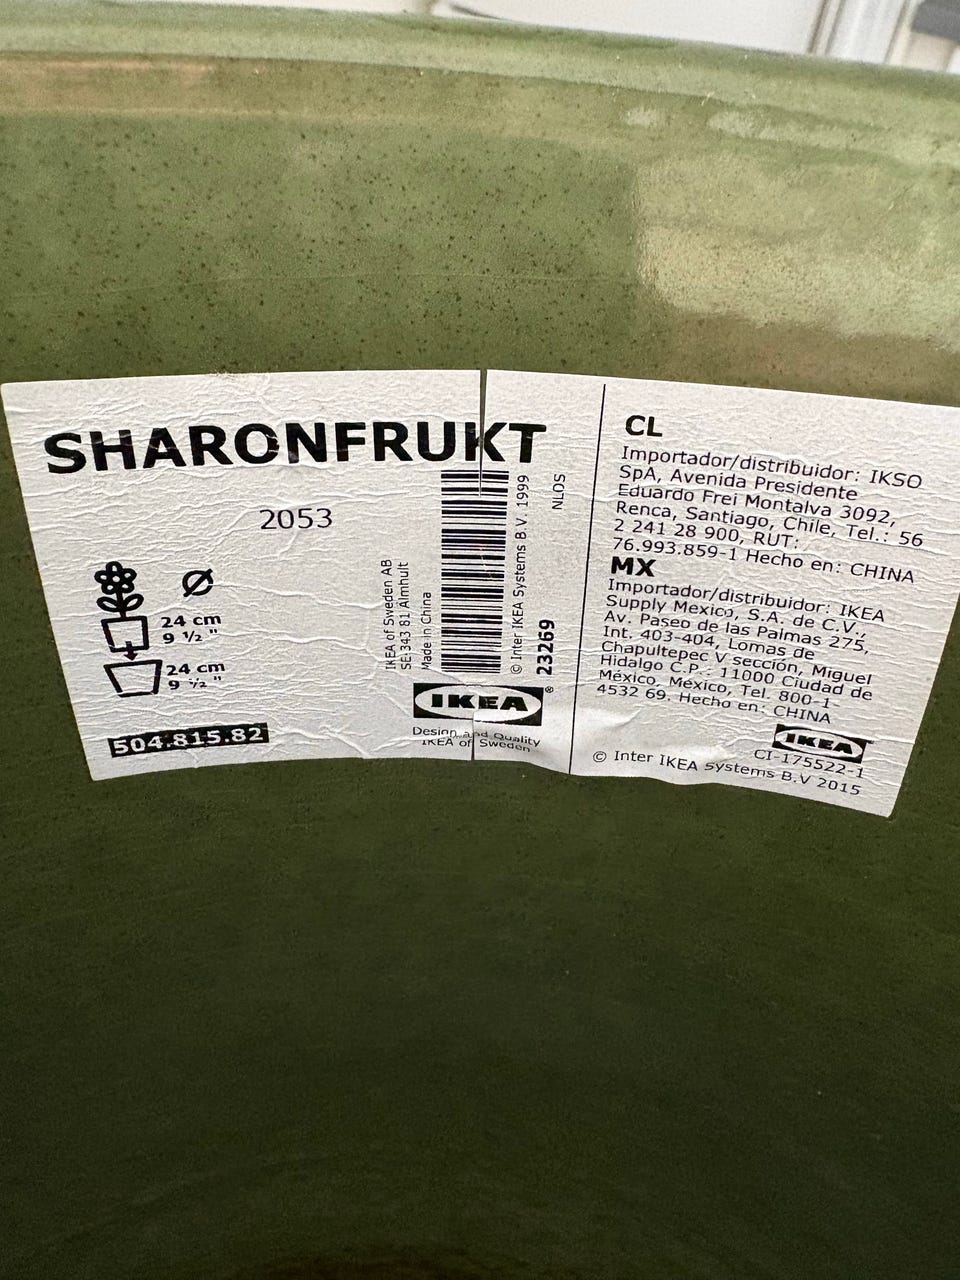 SHARONFRUKT
2053
Ø
24 cm
9 ½ "
24 cm
9 ½ "
504.815.82
IKEA of Sweden AB
SE-343 81 Älmhult
Made in China
© Inter IKEA Systems B.V. 1999
23269
SOLN
IKEA®
Design and Quality
IKEA of Sweden
CL
Importador/distribuidor: IKSO
SpA, Avenida Presidente
Eduardo Frei Montalva 3092,
Renca, Santiago, Chile, Tel.: 56
2 241 28 900, RUT:
76.993.859-1 Hecho en: CHINA
MX
Importador/distribuidor: IKEA
Supply Mexico, S.A. de C.V.,
Av. Paseo de las Palmas 275,
Int. 403-404, Lomas de
Chapultepec V sección, Miguel
Hidalgo C.P.: 11000 Ciudad de
México, México, Tel. 800-1-
4532 69. Hecho en: CHINA
IKEA
CI-175522-1
© Inter IKEA Systems B.V 2015